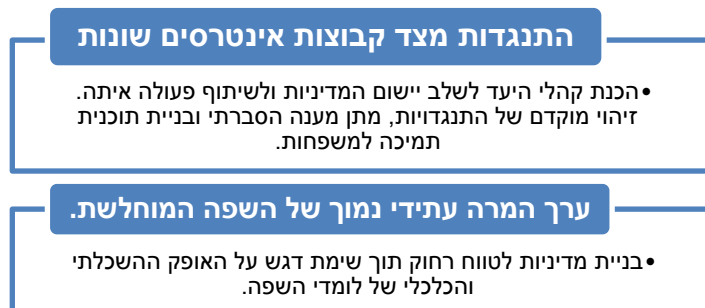 התנגדות מצד קבוצות אינטרסים שונות
•הכנת קהלי היעד לשלב יישום המדיניות ולשיתוף פעולה איתה.
זיהוי מוקדם של התנגדויות, מתן מענה הסברתי ובניית תוכנית
תמיכה למשפחות.
ערך המרה עתידי נמוך של השפה המוחלשת.
•בניית מדיניות לטווח רחוק תוך שימת דגש על האופק ההשכלתי
והכלכלי של לומדי השפה.